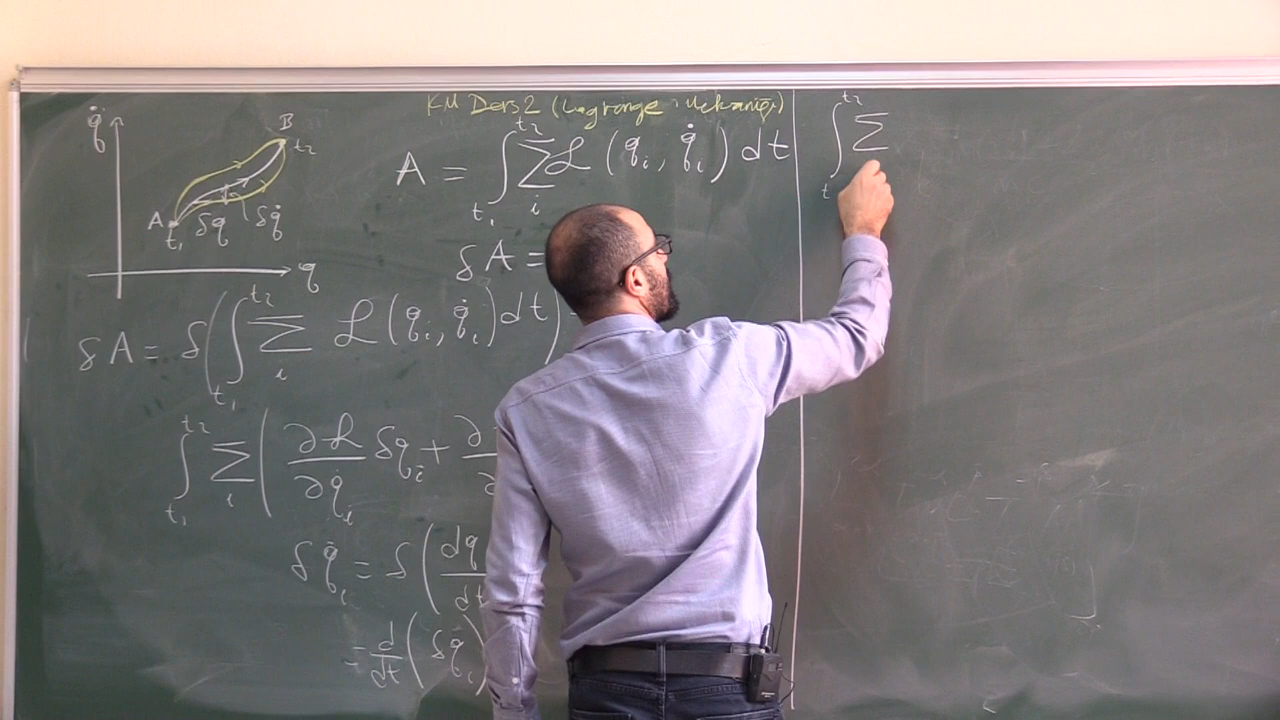 KM Ders 2 (Lagrange Mekaniği)
q̇
B
t₂
A
t₁ δq δq̇
q
A = ∫_{t₁}^{t₂} Σ_i ℒ (q_i, q̇_i) dt
δA =
δA = δ(∫_{t₁}^{t₂} Σ_i ℒ (q_i, q̇_i) dt)
∫_{t₁}^{t₂} Σ_i ( ∂ℒ/∂q_i δq_i + ∂
δq̇_i = δ( dq/dt
= d/dt (δq_i)
∫_t^{t₂} Σ